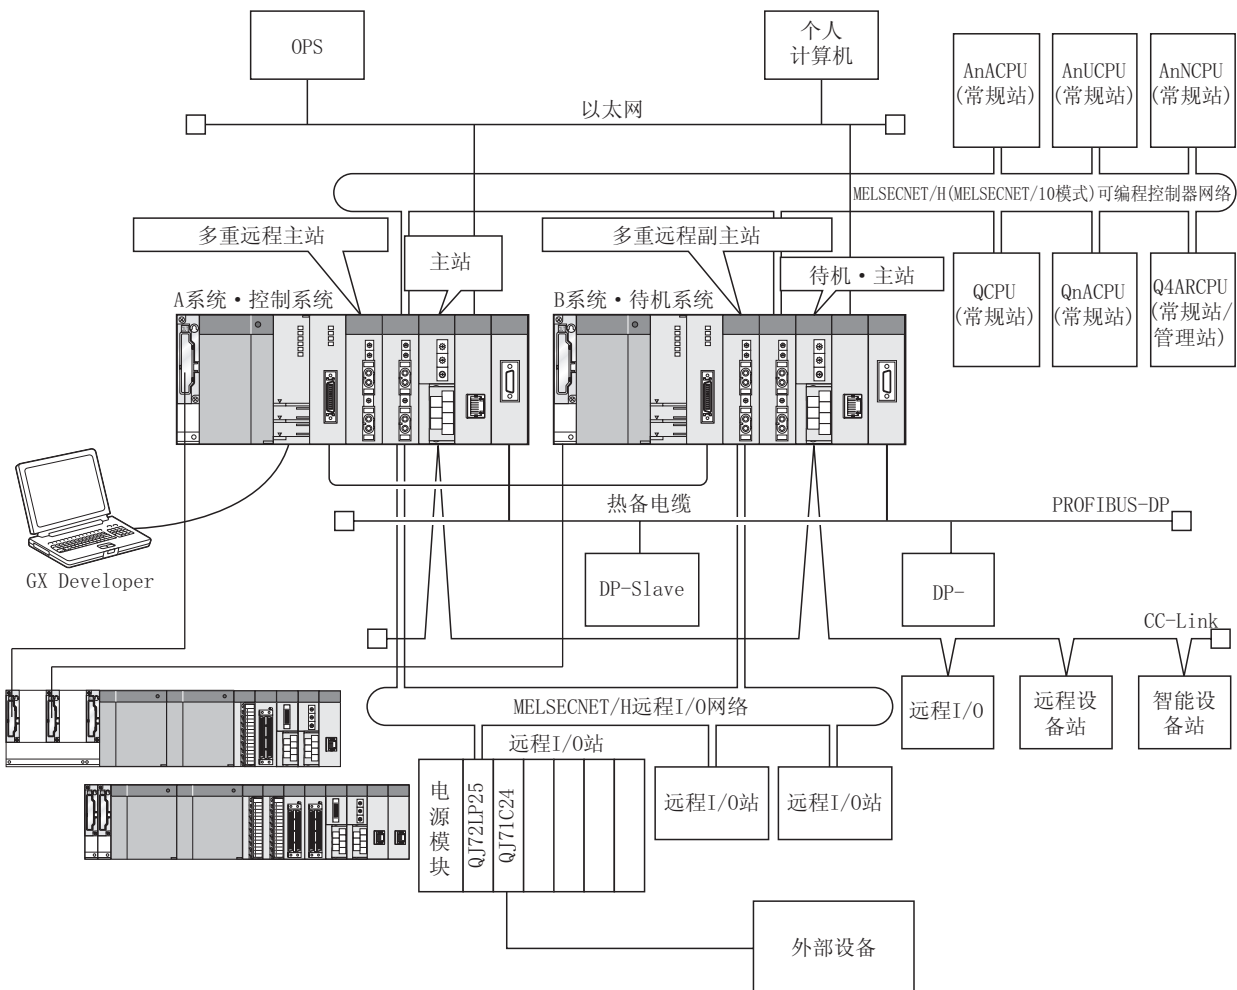 OPS
个人
计算机
AnACPU
(常规站)
AnUCPU
(常规站)
AnNCPU
(常规站)
以太网
MELSECNET/H(MELSECNET/10模式)可编程控制器网络
多重远程主站
主站
多重远程副主站
待机·主站
QCPU
(常规站)
QnACPU
(常规站)
Q4ARCPU
(常规站/
管理站)
A系统·控制系统
B系统·待机系统
热备电缆
PROFIBUS-DP
GX Developer
DP-Slave
DP-
CC-Link
MELSECNET/H远程I/O网络
远程I/O
远程设
备站
智能设
备站
远程I/O站
电源模块
QJ72LP25
QJ71C24
远程I/O站
远程I/O站
外部设备